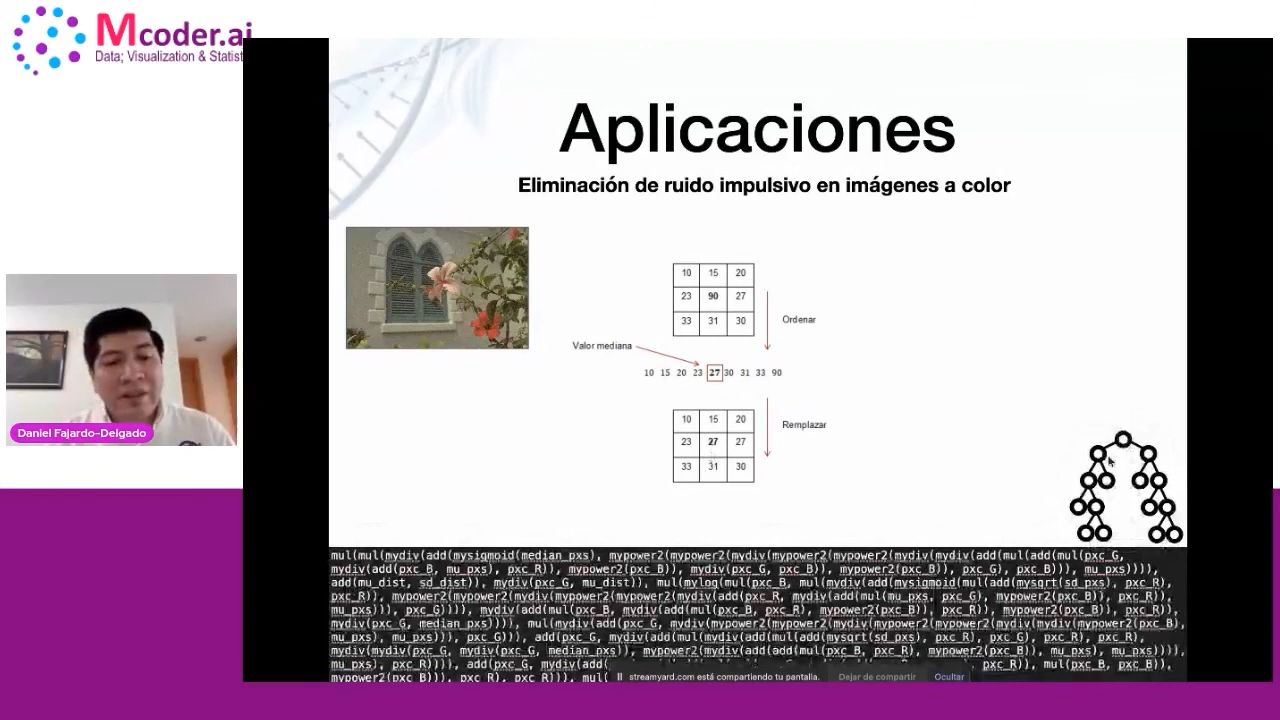 Mcoder.ai
Data; Visualization & Statist
Aplicaciones
Eliminación de ruido impulsivo en imágenes a color
10 15 20
23 90 27
33 31 30
Ordenar
Valor mediana
10 15 20 23 27 30 31 33 90
10 15 20
23 27 27
33 31 30
Remplazar
Daniel Fajardo-Delgado
mul(mul(mydiv(add(mysigmoid(median_pxs), mypower2(mypower2(mydiv(mypower2(mypower2(mydiv(mydiv(add(mul(add(mul(pxc_G,
mydiv(add(pxc_B, mu_pxs), pxc_R)), mypower2(pxc_B)), mydiv(pxc_G, pxc_B)), mypower2(pxc_B)), pxc_G), pxc_B))), mu_pxs)))),
add(mu_dist, sd_dist)), mydiv(pxc_G, mu_dist)), mul(mylog(mul(pxc_B, mul(mydiv(add(mysigmoid(mul(add(mysqrt(sd_pxs), pxc_R),
pxc_R)), mypower2(mypower2(mydiv(mypower2(mypower2(mydiv(add(pxc_R, mydiv(add(mul(mu_pxs, pxc_G), mypower2(pxc_B)), pxc_R)),
mu_pxs))), pxc_G)))), mydiv(add(mul(pxc_B, mydiv(add(mul(pxc_B, pxc_R), mypower2(pxc_B)), pxc_R)), mypower2(pxc_B)), pxc_R)),
mydiv(pxc_G, median_pxs)))), mul(mydiv(add(pxc_G, mydiv(mypower2(mypower2(mydiv(mypower2(mypower2(mydiv(mydiv(mypower2(pxc_B),
mu_pxs), mu_pxs))), pxc_G))), add(pxc_G, mydiv(add(mul(mydiv(add(mul(add(mysqrt(sd_pxs), pxc_R), pxc_G), pxc_R), pxc_R),
mydiv(pxc_G, mydiv(pxc_G, median_pxs)), mypower2(mydiv(add(mul(pxc_B, pxc_R), mypower2(pxc_B)), mu_pxs), mu_pxs)))),
mu_pxs), pxc_R))), add(pxc_G, mydiv(add( pxc_R)), mul(pxc_B, pxc_B)),
mypower2(pxc_B))), pxc_R), pxc_R))), mul(
streamyard.com está compartiendo tu pantalla. Dejar de compartir Ocultar